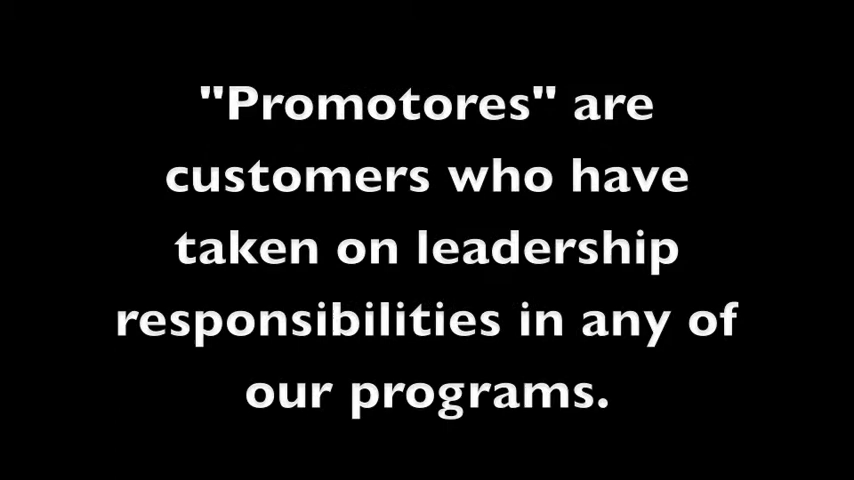 "Promotores" are
customers who have
taken on leadership
responsibilities in any of
our programs.